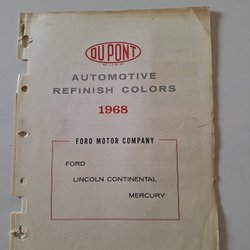 DU PONT
AUTOMOTIVE
REFINISH COLORS
1968
FORD MOTOR COMPANY
FORD
LINCOLN CONTINENTAL
MERCURY